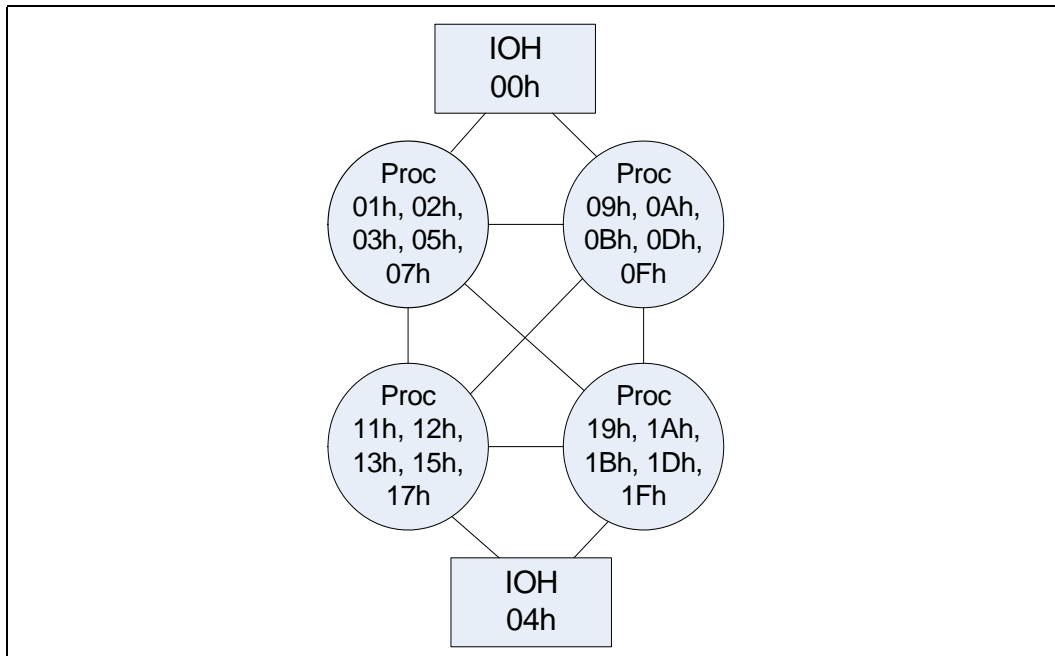 IOH
00h
Proc
01h, 02h,
03h, 05h,
07h
Proc
09h, 0Ah,
0Bh, 0Dh,
0Fh
Proc
11h, 12h,
13h, 15h,
17h
Proc
19h, 1Ah,
1Bh, 1Dh,
1Fh
IOH
04h